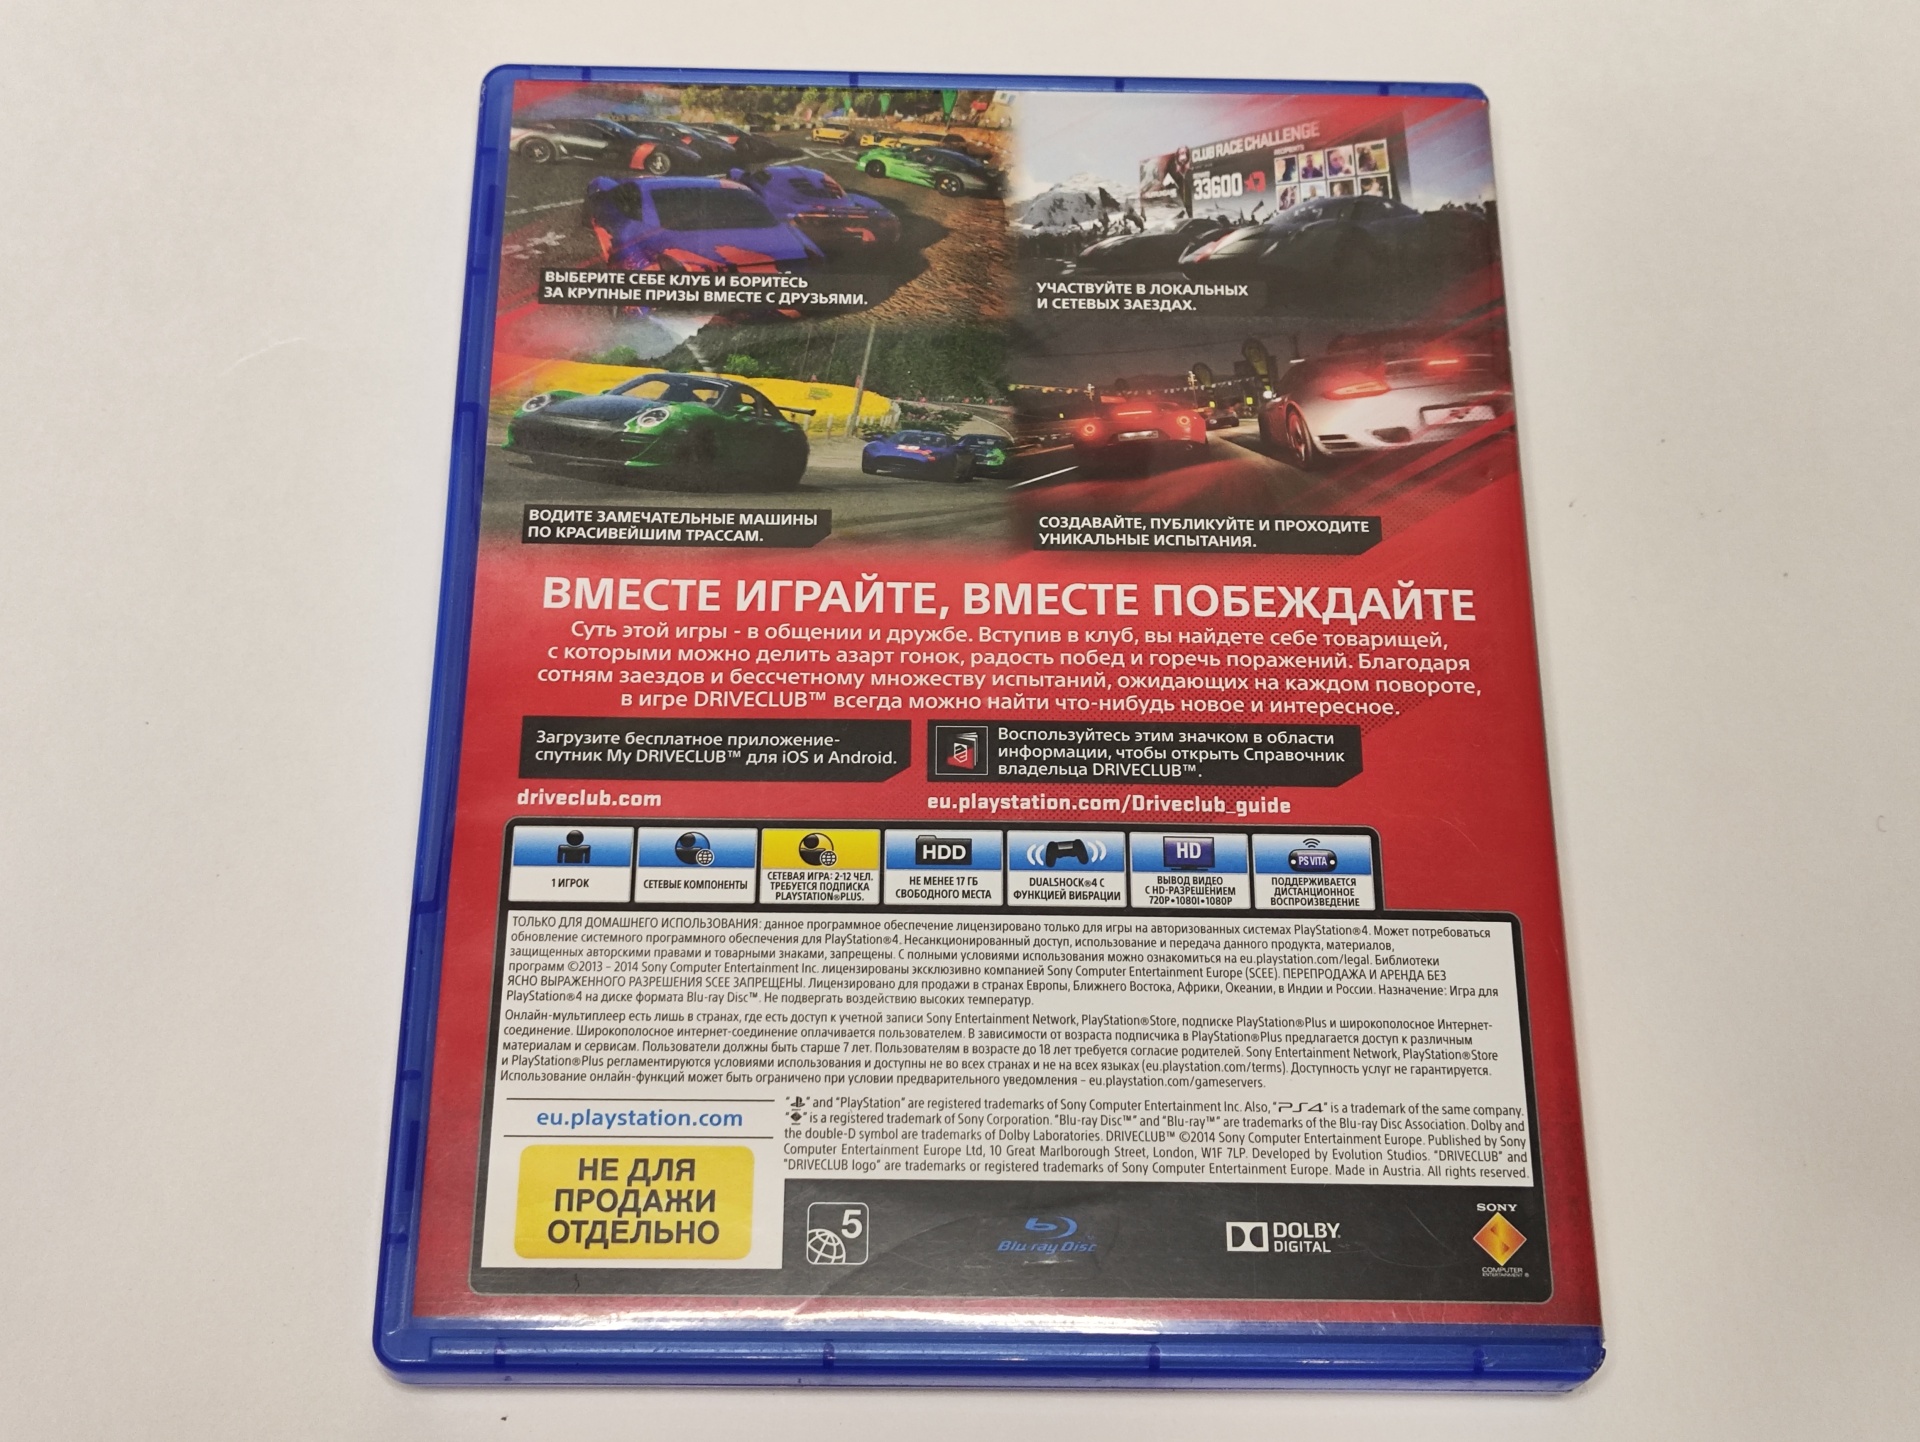 CLUB RACE CHALLENGE
33600
ВЫБЕРИТЕ СЕБЕ КЛУБ И БОРИТЕСЬ
ЗА КРУПНЫЕ ПРИЗЫ ВМЕСТЕ С ДРУЗЬЯМИ.
УЧАСТВУЙТЕ В ЛОКАЛЬНЫХ
И СЕТЕВЫХ ЗАЕЗДАХ.
ВОДИТЕ ЗАМЕЧАТЕЛЬНЫЕ МАШИНЫ
ПО КРАСИВЕЙШИМ ТРАССАМ.
СОЗДАВАЙТЕ, ПУБЛИКУЙТЕ И ПРОХОДИТЕ
УНИКАЛЬНЫЕ ИСПЫТАНИЯ.
ВМЕСТЕ ИГРАЙТЕ, ВМЕСТЕ ПОБЕЖДАЙТЕ
Суть этой игры - в общении и дружбе. Вступив в клуб, вы найдете себе товарищей,
с которыми можно делить азарт гонок, радость побед и горечь поражений. Благодаря
сотням заездов и бессчетному множеству испытаний, ожидающих на каждом повороте,
в игре DRIVECLUB™ всегда можно найти что-нибудь новое и интересное.
Загрузите бесплатное приложение-
спутник My DRIVECLUB™ для iOS и Android.
Воспользуйтесь этим значком в области
информации, чтобы открыть Справочник
владельца DRIVECLUB™.
driveclub.com
eu.playstation.com/Driveclub_guide
1 ИГРОК
СЕТЕВЫЕ КОМПОНЕНТЫ
СЕТЕВАЯ ИГРА: 2-12 ЧЕЛ.
ТРЕБУЕТСЯ ПОДПИСКА
PLAYSTATION®PLUS.
HDD
НЕ МЕНЕЕ 17 ГБ
СВОБОДНОГО МЕСТА
DUALSHOCK®4 С
ФУНКЦИЕЙ ВИБРАЦИИ
HD
ВЫВОД ВИДЕО
С HD-РАЗРЕШЕНИЕМ
720P•1080I•1080P
PS VITA
ПОДДЕРЖИВАЕТСЯ
ДИСТАНЦИОННОЕ
ВОСПРОИЗВЕДЕНИЕ
ТОЛЬКО ДЛЯ ДОМАШНЕГО ИСПОЛЬЗОВАНИЯ: данное программное обеспечение лицензировано только для игры на авторизованных системах PlayStation®4. Может потребоваться
обновление системного программного обеспечения для PlayStation®4. Несанкционированный доступ, использование и передача данного продукта, материалов,
защищенных авторскими правами и товарными знаками, запрещены. С полными условиями использования можно ознакомиться на eu.playstation.com/legal. Библиотеки
программ ©2013 – 2014 Sony Computer Entertainment Inc. лицензированы эксклюзивно компанией Sony Computer Entertainment Europe (SCEE). ПЕРЕПРОДАЖА И АРЕНДА БЕЗ
ЯСНО ВЫРАЖЕННОГО РАЗРЕШЕНИЯ SCEE ЗАПРЕЩЕНЫ. Лицензировано для продажи в странах Европы, Ближнего Востока, Африки, Океании, в Индии и России. Назначение: Игра для
PlayStation®4 на диске формата Blu-ray Disc™. Не подвергать воздействию высоких температур.
Онлайн-мультиплеер есть лишь в странах, где есть доступ к учетной записи Sony Entertainment Network, PlayStation®Store, подписке PlayStation®Plus и широкополосное Интернет-
соединение. Широкополосное интернет-соединение оплачивается пользователем. В зависимости от возраста подписчика в PlayStation®Plus предлагается доступ к различным
материалам и сервисам. Пользователи должны быть старше 7 лет. Пользователям в возрасте до 18 лет требуется согласие родителей. Sony Entertainment Network, PlayStation®Store
и PlayStation®Plus регламентируются условиями использования и доступны не во всех странах и не на всех языках (eu.playstation.com/terms). Доступность услуг не гарантируется.
Использование онлайн-функций может быть ограничено при условии предварительного уведомления – eu.playstation.com/gameservers.
eu.playstation.com
НЕ ДЛЯ
ПРОДАЖИ
ОТДЕЛЬНО
" " and "PlayStation" are registered trademarks of Sony Computer Entertainment Inc. Also, "PS4" is a trademark of the same company.
" " is a registered trademark of Sony Corporation. "Blu-ray Disc™" and "Blu-ray™" are trademarks of the Blu-ray Disc Association. Dolby and
the double-D symbol are trademarks of Dolby Laboratories. DRIVECLUB™ ©2014 Sony Computer Entertainment Europe. Published by Sony
Computer Entertainment Europe Ltd, 10 Great Marlborough Street, London, W1F 7LP. Developed by Evolution Studios. "DRIVECLUB" and
"DRIVECLUB logo" are trademarks or registered trademarks of Sony Computer Entertainment Europe. Made in Austria. All rights reserved.
5
Blu-ray Disc
DOLBY
DIGITAL
SONY
COMPUTER
ENTERTAINMENT®